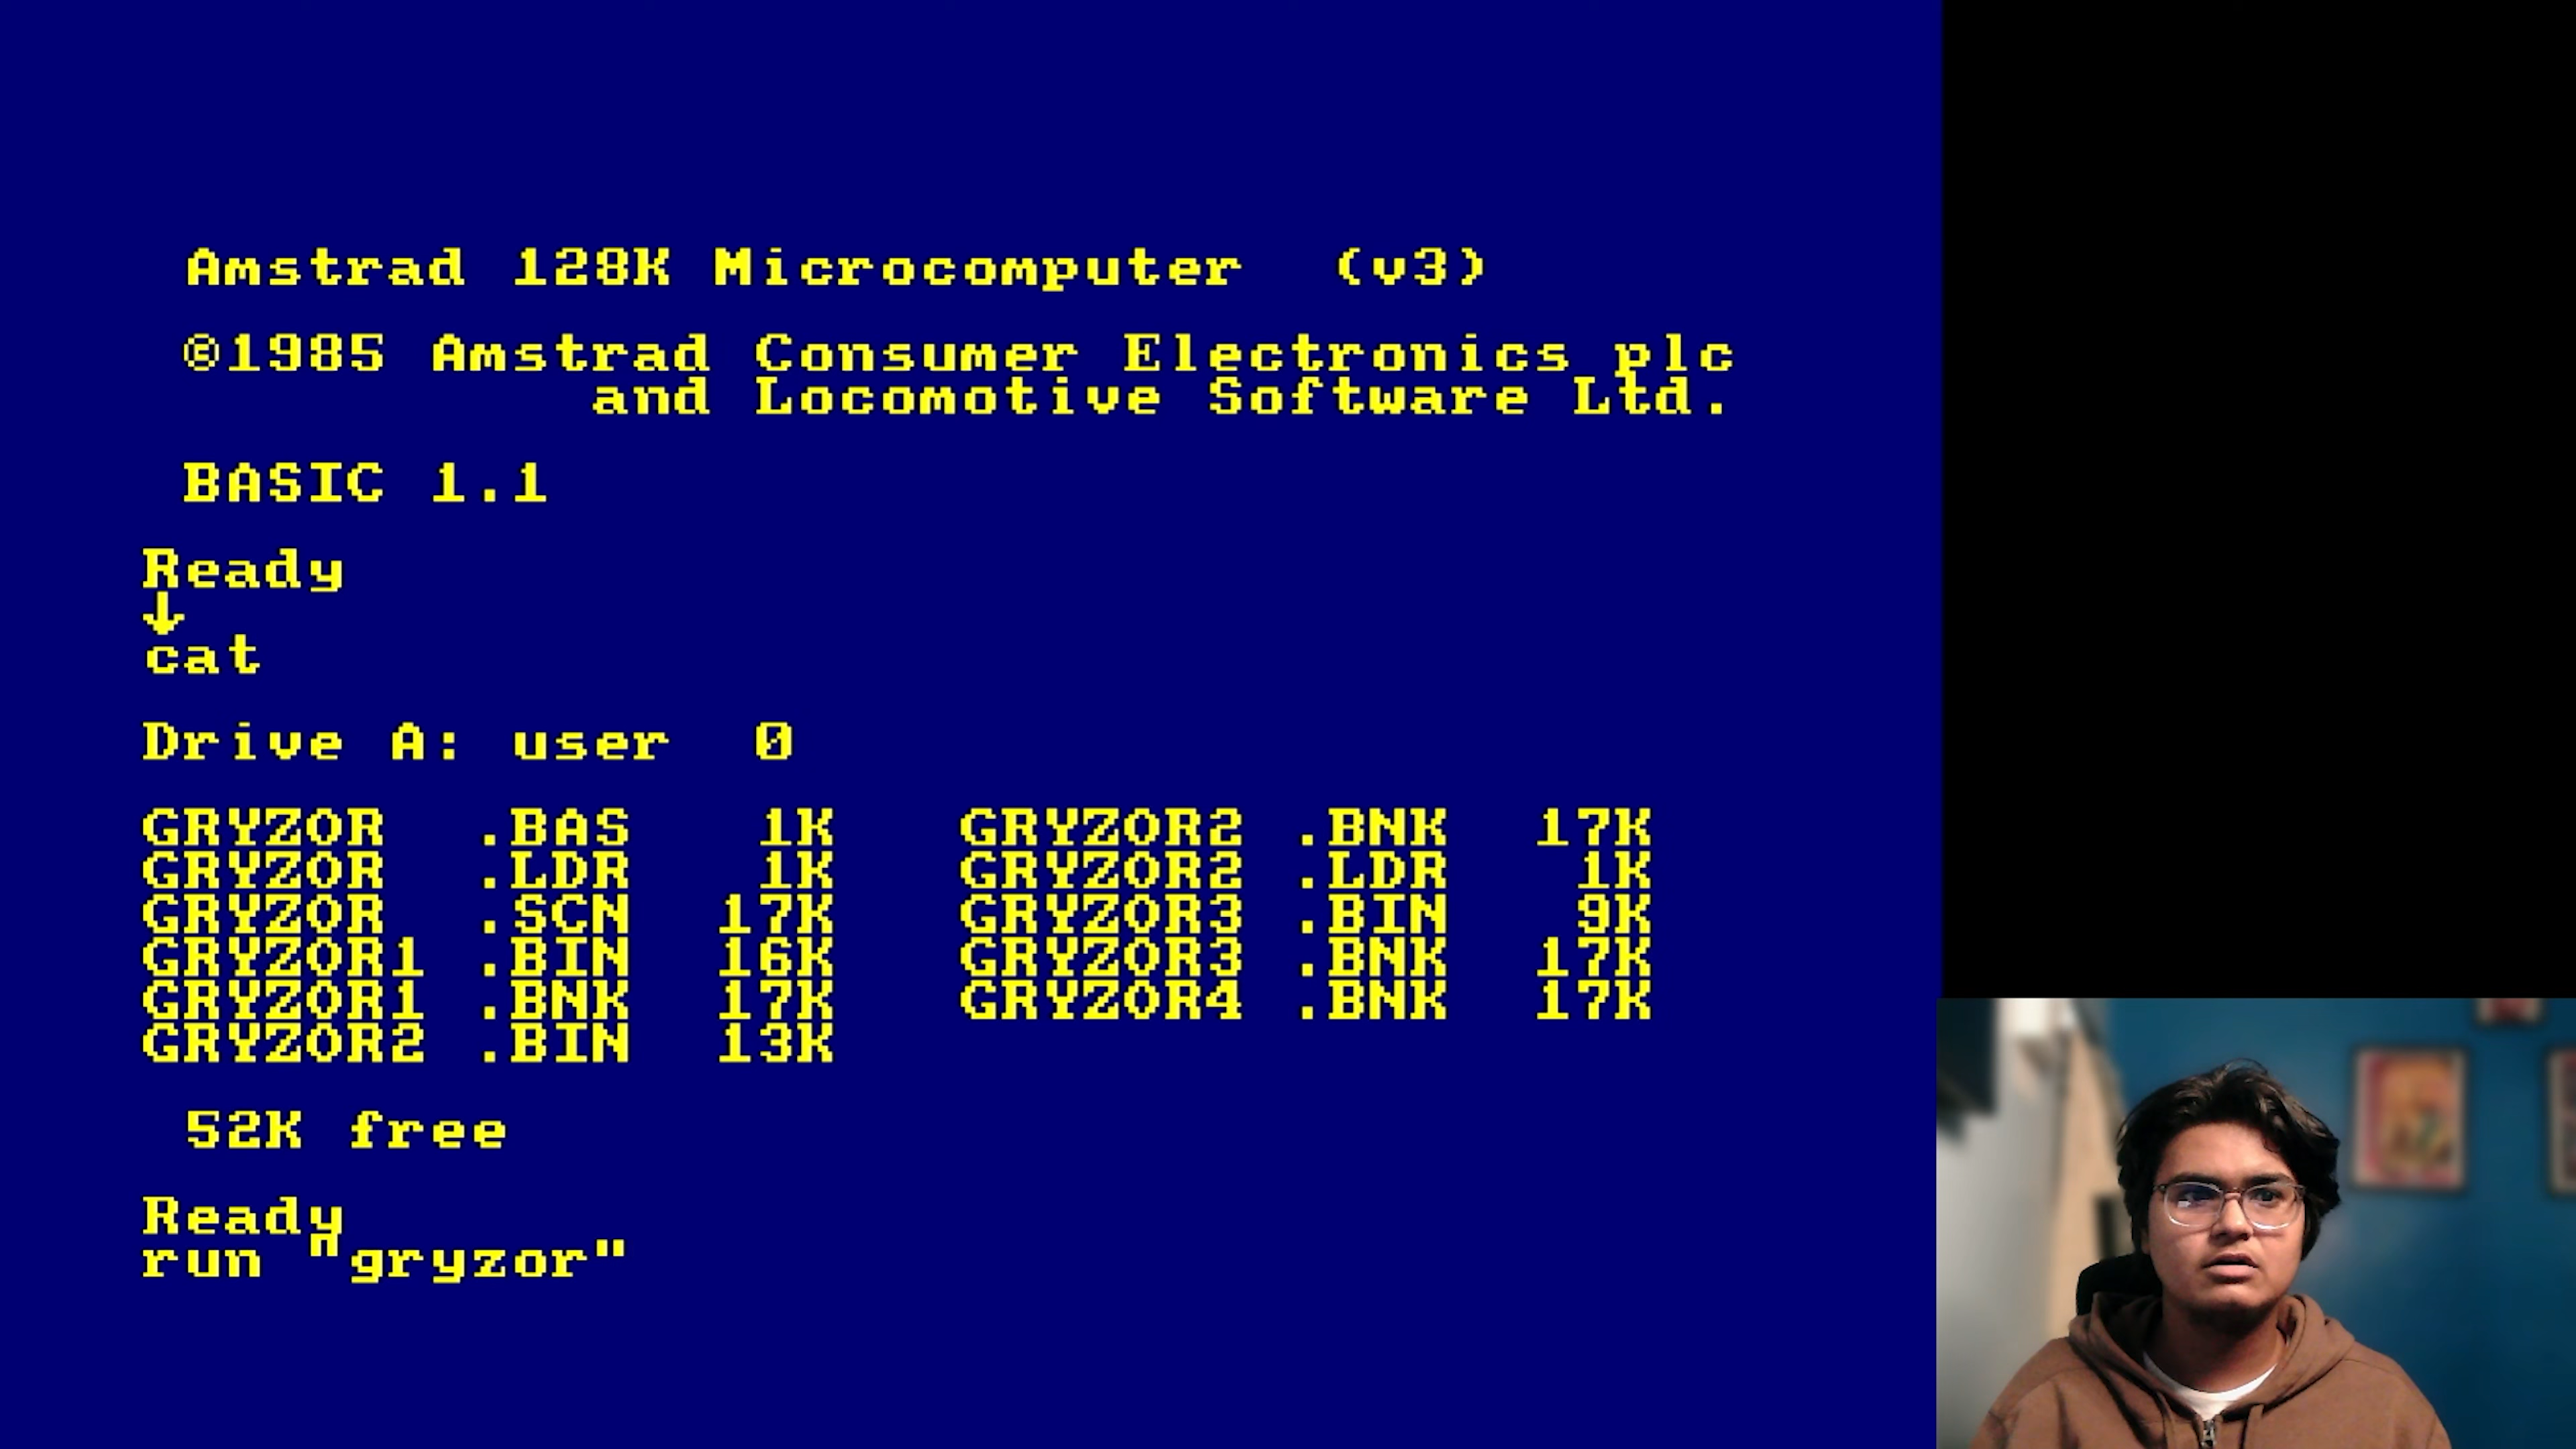 Amstrad 128K Microcomputer  (v3)
©1985 Amstrad Consumer Electronics plc
and Locomotive Software Ltd.
BASIC 1.1
Ready
↓
cat
Drive A: user  0
GRYZOR  .BAS   1K   GRYZOR2 .BNK  17K
GRYZOR  .LDR   1K   GRYZOR2 .LDR   1K
GRYZOR  .SCN  17K   GRYZOR3 .BIN   9K
GRYZOR1 .BIN  16K   GRYZOR3 .BNK  17K
GRYZOR1 .BNK  17K   GRYZOR4 .BNK  17K
GRYZOR2 .BIN  13K
52K free
Ready
run "gryzor"